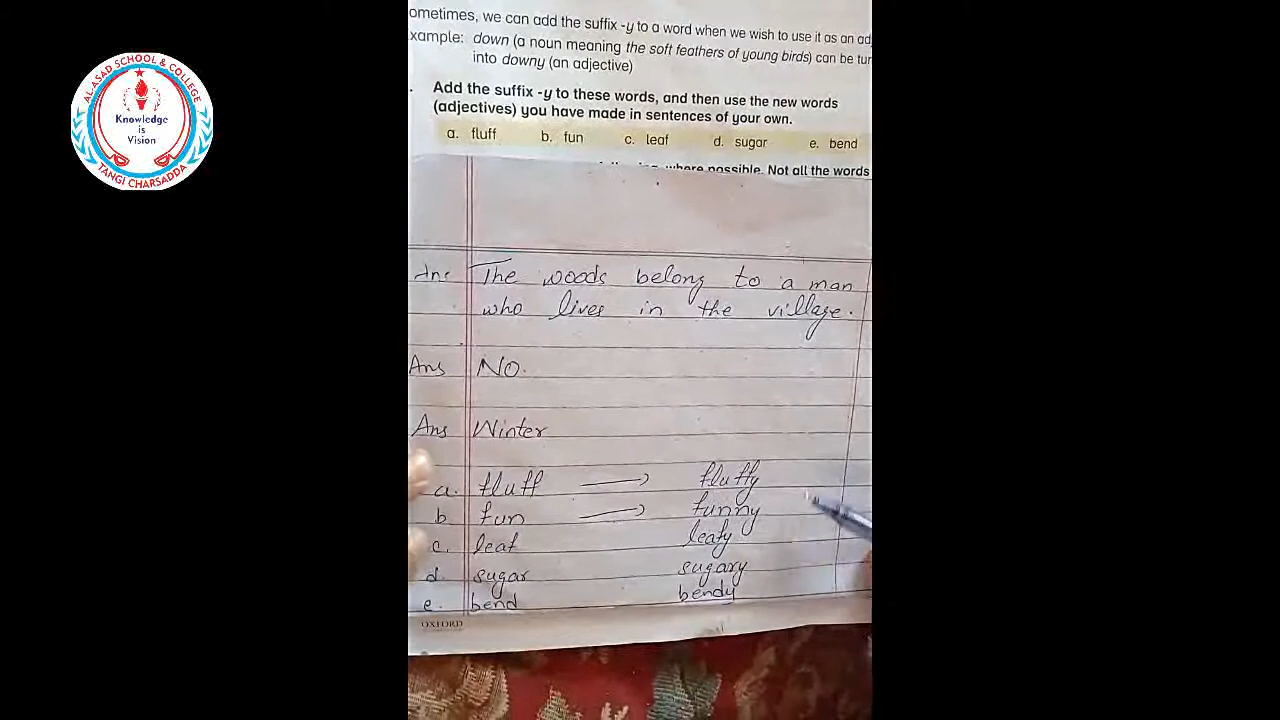 AL-ASAD SCHOOL & COLLEGE
Knowledge
is
Vision
TANGI CHARSADDA
ometimes, we can add the suffix -y to a word when we wish to use it as an ad
xample: down (a noun meaning the soft feathers of young birds) can be tur
into downy (an adjective)
Add the suffix -y to these words, and then use the new words
(adjectives) you have made in sentences of your own.
a. fluff b. fun c. leaf d. sugar e. bend
where possible. Not all the words
Ans The woods belong to a man
who lives in the village.
Ans No.
Ans Winter
a. fluff → fluffy
b. fun → funny
c. leaf leafy
d. sugar sugary
e. bend bendy
OXFORD